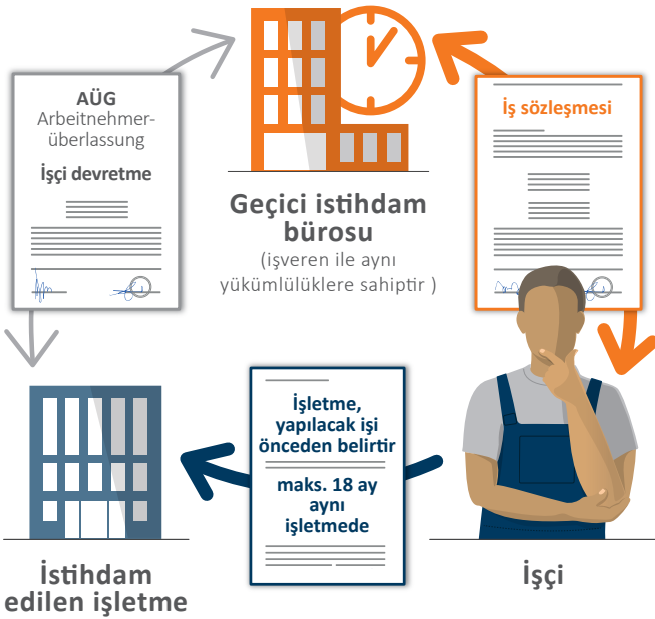 AÜG
Arbeitnehmer-
überlassung
İşçi devretme
Geçici istihdam
bürosu
(işveren ile aynı
yükümlülüklere sahiptir )
İş sözleşmesi
İşletme,
yapılacak işi
önceden belirtir
maks. 18 ay
aynı
işletmede
İstihdam
edilen işletme
İşçi